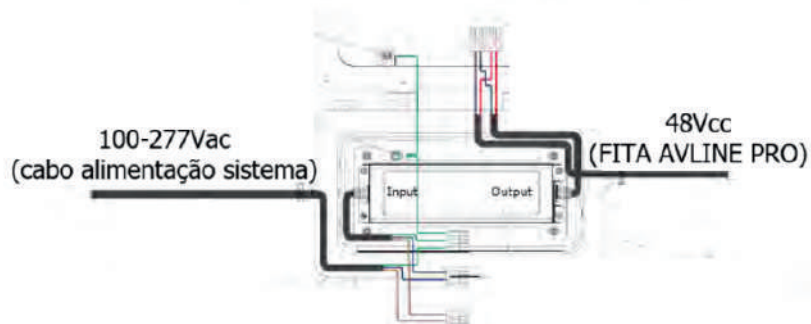 100-277Vac
(cabo alimentação sistema)
48Vcc
(FITA AVLINE PRO)
Input
Output